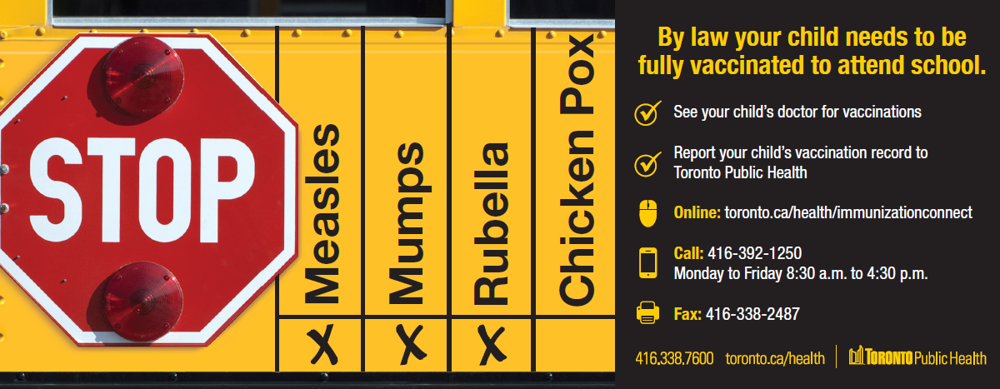 STOP
Measles
Mumps
Rubella
Chicken Pox
X
X
X
By law your child needs to be
fully vaccinated to attend school.
See your child's doctor for vaccinations
Report your child's vaccination record to
Toronto Public Health
Online: toronto.ca/health/immunizationconnect
Call: 416-392-1250
Monday to Friday 8:30 a.m. to 4:30 p.m.
Fax: 416-338-2487
416.338.7600 toronto.ca/health
TORONTO Public Health